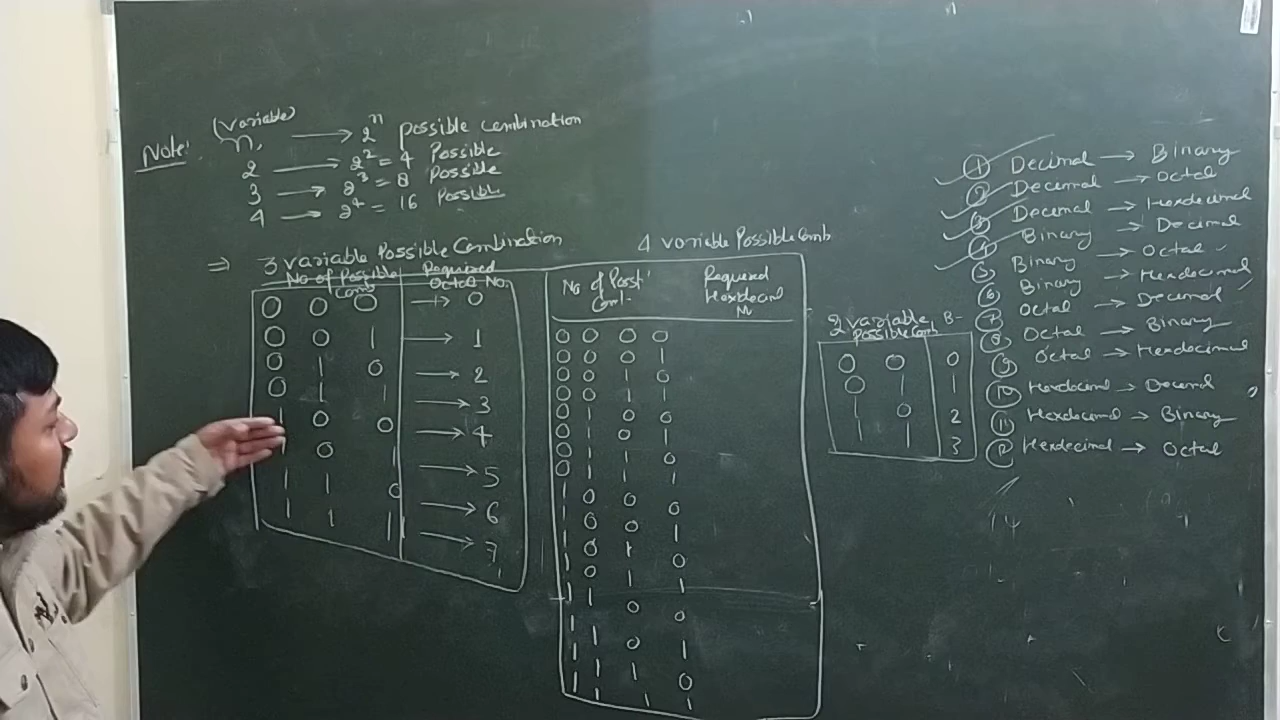 Note:
(Variable)
n, → 2^n possible combination
2 → 2^2 = 4 Possible
3 → 2^3 = 8 Possible
4 → 2^4 = 16 Possible
⇒ 3 variable Possible Combination
No of Possible Comb Required Octal No.
0 0 0 → 0
0 0 1 → 1
0 1 0 → 2
0 1 1 → 3
1 0 0 → 4
1 0 1 → 5
1 1 0 → 6
1 1 1 → 7
4 variable Possible Comb
No of Possi Comb- Required Hexdecimal
0 0 0 0
0 0 0 1
0 0 1 0
0 0 1 1
0 1 0 0
0 1 0 1
0 1 1 0
0 1 1 1
1 0 0 0
1 0 0 1
1 0 1 0
1 0 1 1
1 1 0 0
1 1 0 1
1 1 1 0
1 1 1 1
2 variable Possible Comb B-
0 0 0
0 1 1
1 0 2
1 1 3
1 Decimal → Binary
2 Decemal → Octal
3 Decemal → Hexdecimal
4 Binary → Decimal
5 Binary → Octal
6 Binary → Hexdecimal
7 Octal → Decimal
8 Octal → Binary
9 Octal → Hexdecimal
10 Hexdecimal → Decimal
11 Hexdecimal → Binary
12 Hexdecimal → Octal